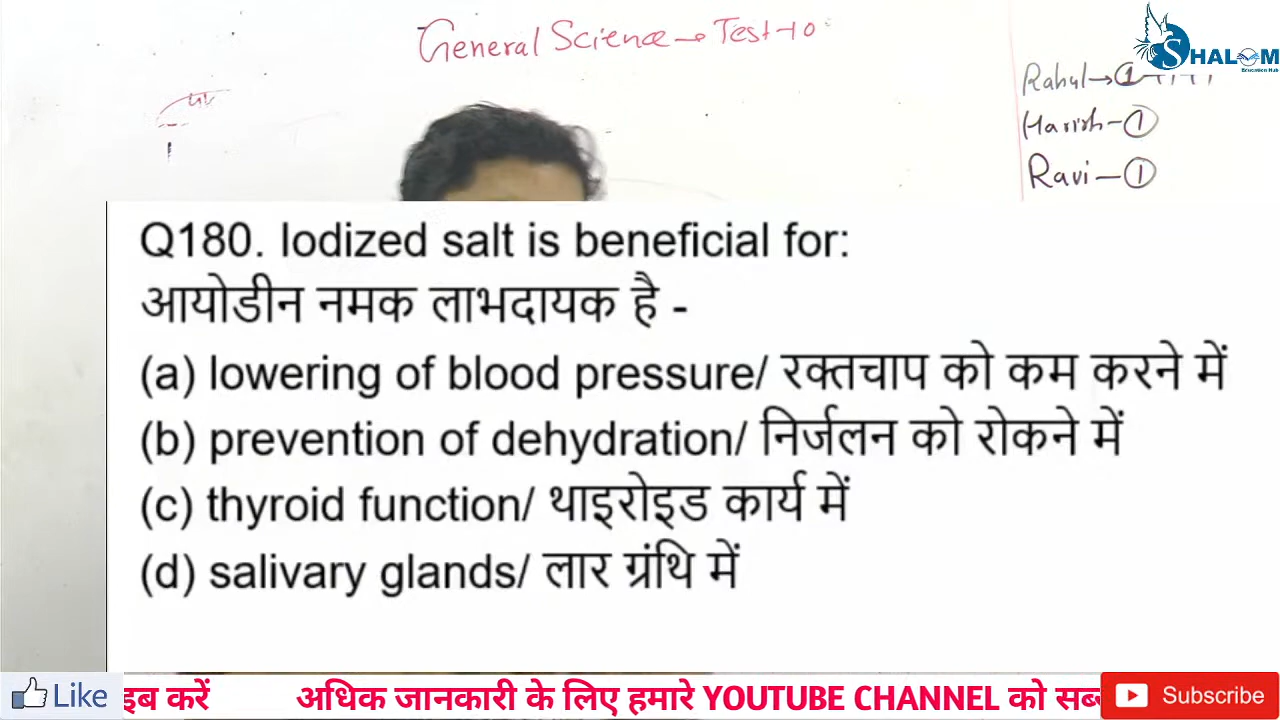 General Science → Test-10
SHALOM
Education Hub
Rahul → 1
Harish - 1
Ravi - 1
Q180. Iodized salt is beneficial for:
आयोडीन नमक लाभदायक है -
(a) lowering of blood pressure/ रक्तचाप को कम करने में
(b) prevention of dehydration/ निर्जलन को रोकने में
(c) thyroid function/ थाइरोइड कार्य में
(d) salivary glands/ लार ग्रंथि में
Like
इब करें अधिक जानकारी के लिए हमारे YOUTUBE CHANNEL को सब्स
Subscribe